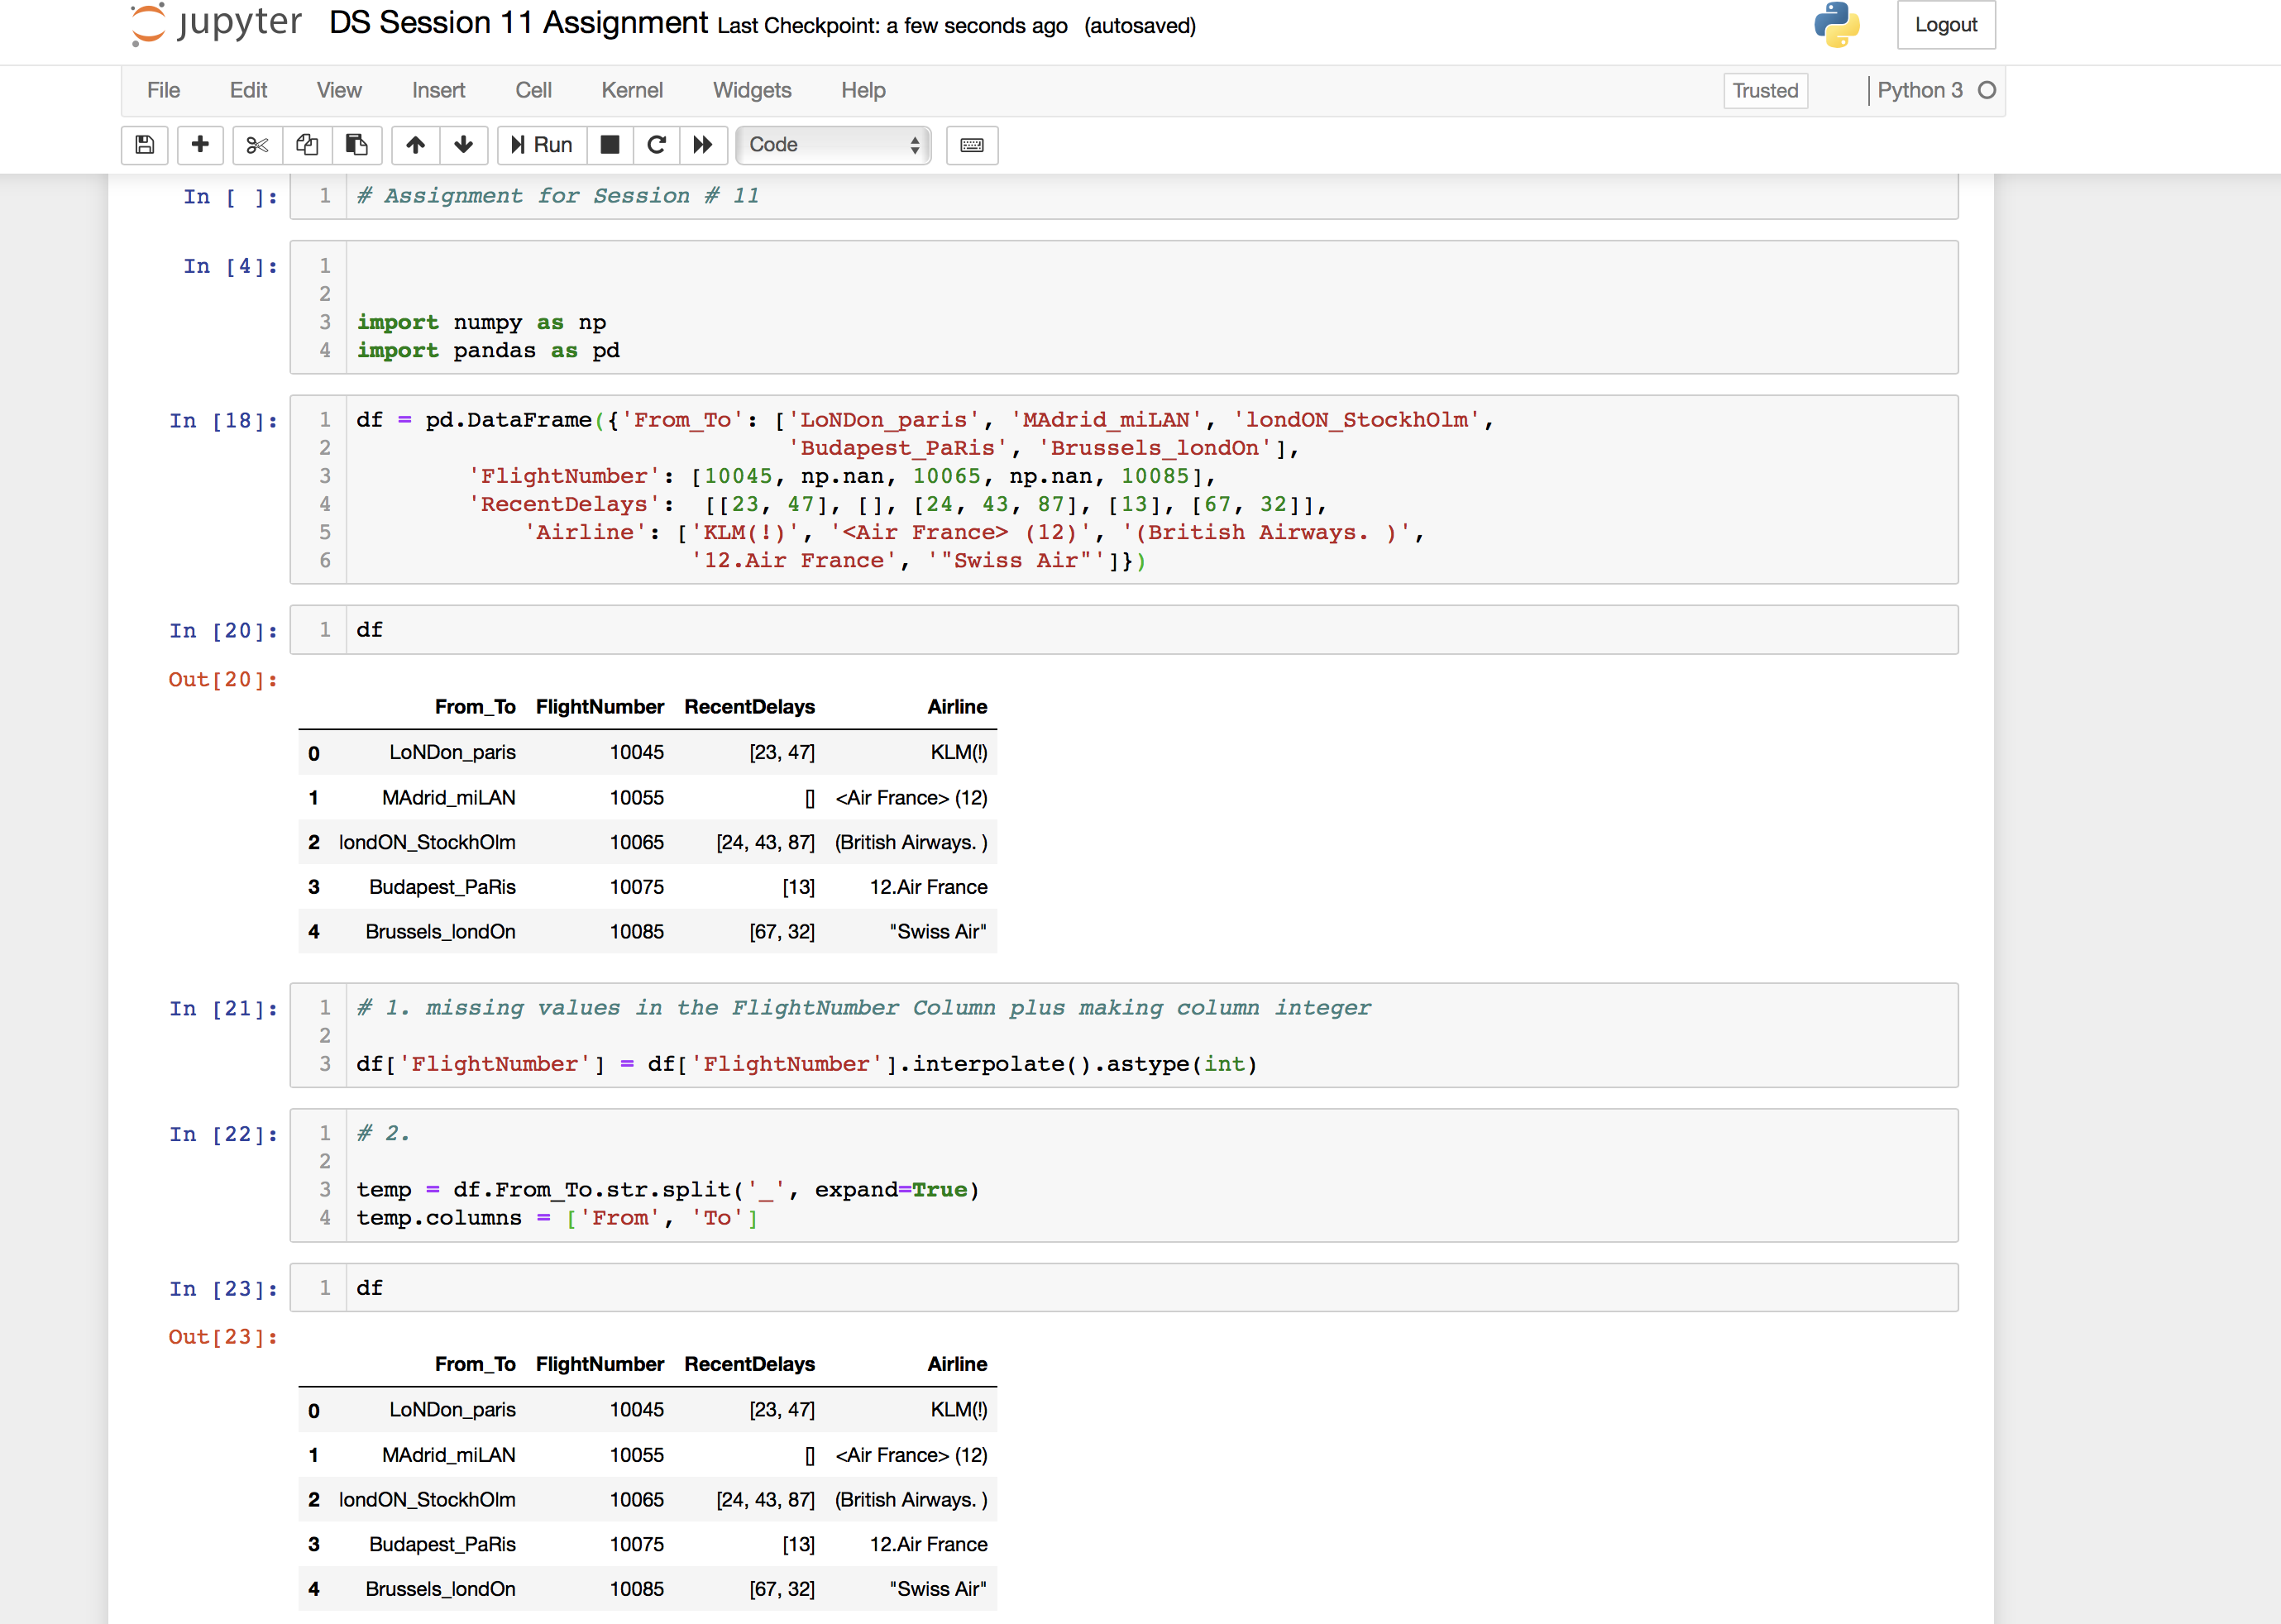 jupyter DS Session 11 Assignment Last Checkpoint: a few seconds ago (autosaved) Logout
File Edit View Insert Cell Kernel Widgets Help Trusted Python 3
Run Code
In [ ]: 1 # Assignment for Session # 11
In [4]: 1
2
3 import numpy as np
4 import pandas as pd
In [18]: 1 df = pd.DataFrame({'From_To': ['LoNDon_paris', 'MAdrid_miLAN', 'londON_StockhOlm',
2 'Budapest_PaRis', 'Brussels_londOn'],
3 'FlightNumber': [10045, np.nan, 10065, np.nan, 10085],
4 'RecentDelays': [[23, 47], [], [24, 43, 87], [13], [67, 32]],
5 'Airline': ['KLM(!)', '<Air France> (12)', '(British Airways. )',
6 '12.Air France', '"Swiss Air"']})
In [20]: 1 df
Out[20]:
From_To FlightNumber RecentDelays Airline
0 LoNDon_paris 10045 [23, 47] KLM(!)
1 MAdrid_miLAN 10055 [] <Air France> (12)
2 londON_StockhOlm 10065 [24, 43, 87] (British Airways. )
3 Budapest_PaRis 10075 [13] 12.Air France
4 Brussels_londOn 10085 [67, 32] "Swiss Air"
In [21]: 1 # 1. missing values in the FlightNumber Column plus making column integer
2
3 df['FlightNumber'] = df['FlightNumber'].interpolate().astype(int)
In [22]: 1 # 2.
2
3 temp = df.From_To.str.split('_', expand=True)
4 temp.columns = ['From', 'To']
In [23]: 1 df
Out[23]:
From_To FlightNumber RecentDelays Airline
0 LoNDon_paris 10045 [23, 47] KLM(!)
1 MAdrid_miLAN 10055 [] <Air France> (12)
2 londON_StockhOlm 10065 [24, 43, 87] (British Airways. )
3 Budapest_PaRis 10075 [13] 12.Air France
4 Brussels_londOn 10085 [67, 32] "Swiss Air"